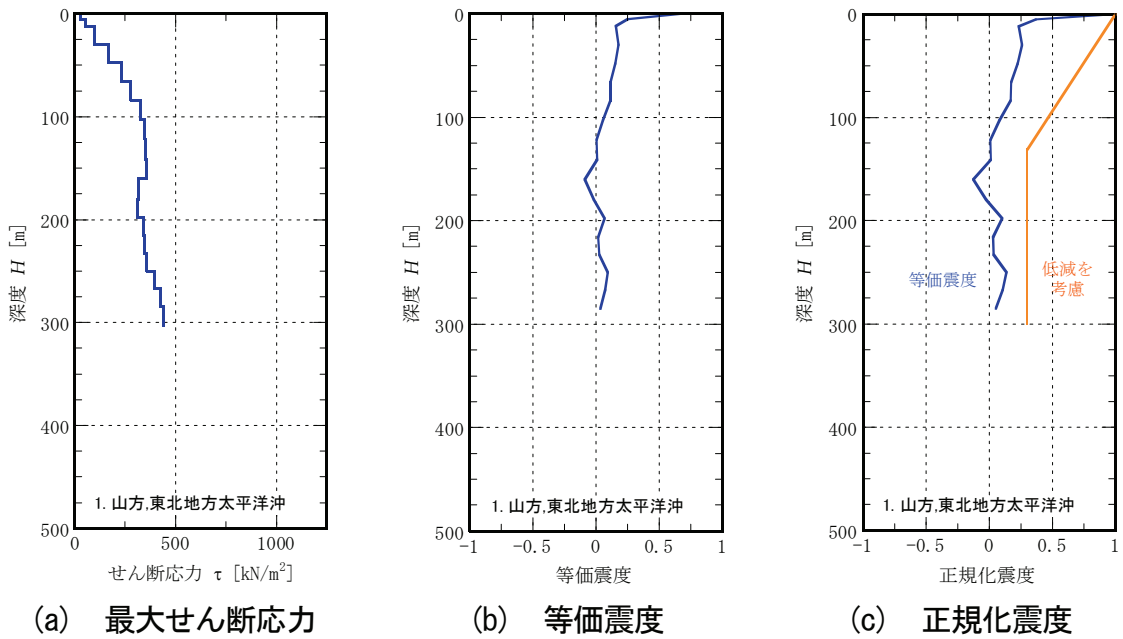 0
100
200
300
400
500
深度 H [m]
1. 山方,東北地方太平洋沖
0
500
1000
せん断応力 τ [kN/m2]
(a) 最大せん断応力
0
100
200
300
400
500
深度 H [m]
1. 山方,東北地方太平洋沖
-1
-0.5
0
0.5
1
等価震度
(b) 等価震度
0
100
200
300
400
500
深度 H [m]
等価震度
低減を
考慮
1. 山方,東北地方太平洋沖
-1
-0.5
0
0.5
1
正規化震度
(c) 正規化震度